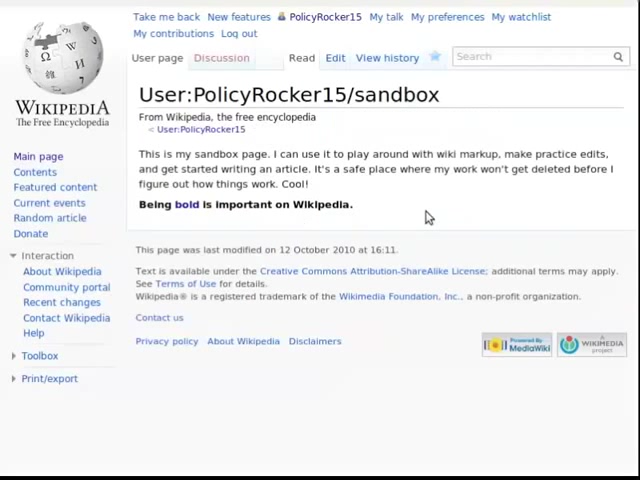 Take me back New features PolicyRocker15 My talk My preferences My watchlist
My contributions Log out
User page Discussion Read Edit View history Search
WIKIPEDIA
The Free Encyclopedia
User:PolicyRocker15/sandbox
From Wikipedia, the free encyclopedia
< User:PolicyRocker15
This is my sandbox page. I can use it to play around with wiki markup, make practice edits,
and get started writing an article. It's a safe place where my work won't get deleted before I
figure out how things work. Cool!
Being bold is important on Wikipedia.
Main page
Contents
Featured content
Current events
Random article
Donate
Interaction
About Wikipedia
Community portal
Recent changes
Contact Wikipedia
Help
Toolbox
Print/export
This page was last modified on 12 October 2010 at 16:11.
Text is available under the Creative Commons Attribution-ShareAlike License; additional terms may apply.
See Terms of Use for details.
Wikipedia® is a registered trademark of the Wikimedia Foundation, Inc., a non-profit organization.
Contact us
Privacy policy About Wikipedia Disclaimers
Powered By
MediaWiki
A
WIKIMEDIA
project